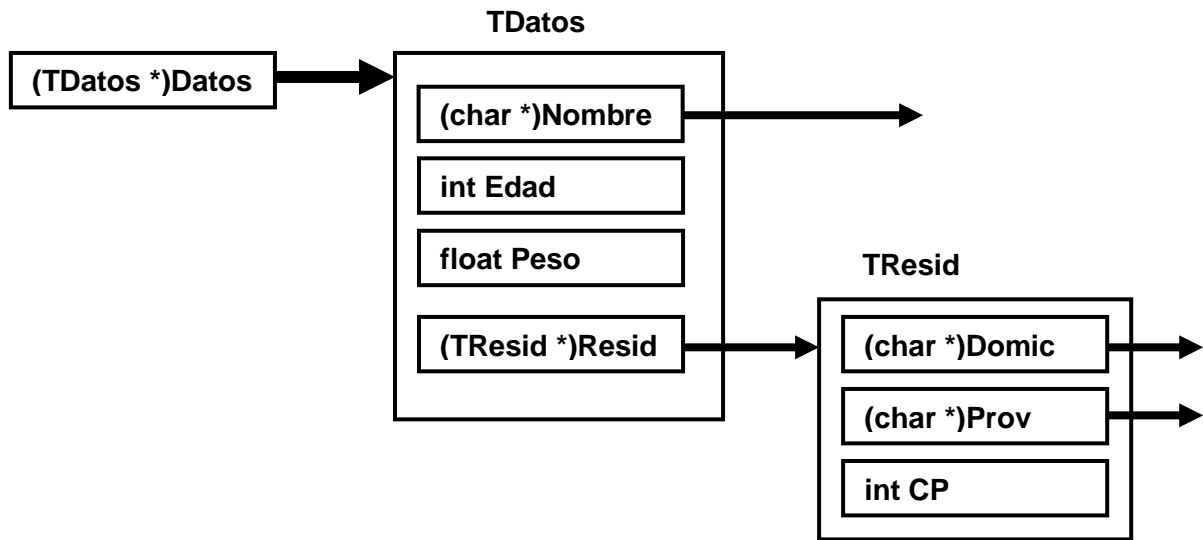 TDatos
(TDatos *)Datos
(char *)Nombre
int Edad
float Peso
(TResid *)Resid
TResid
(char *)Domic
(char *)Prov
int CP